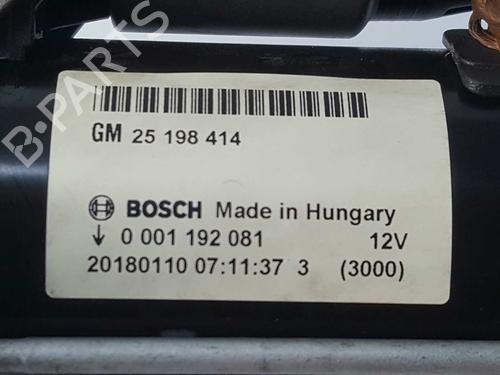 B-PARTS
GM 25 198 414
BOSCH Made in Hungary
↓ 0 001 192 081 12V
20180110 07:11:37 3 (3000)